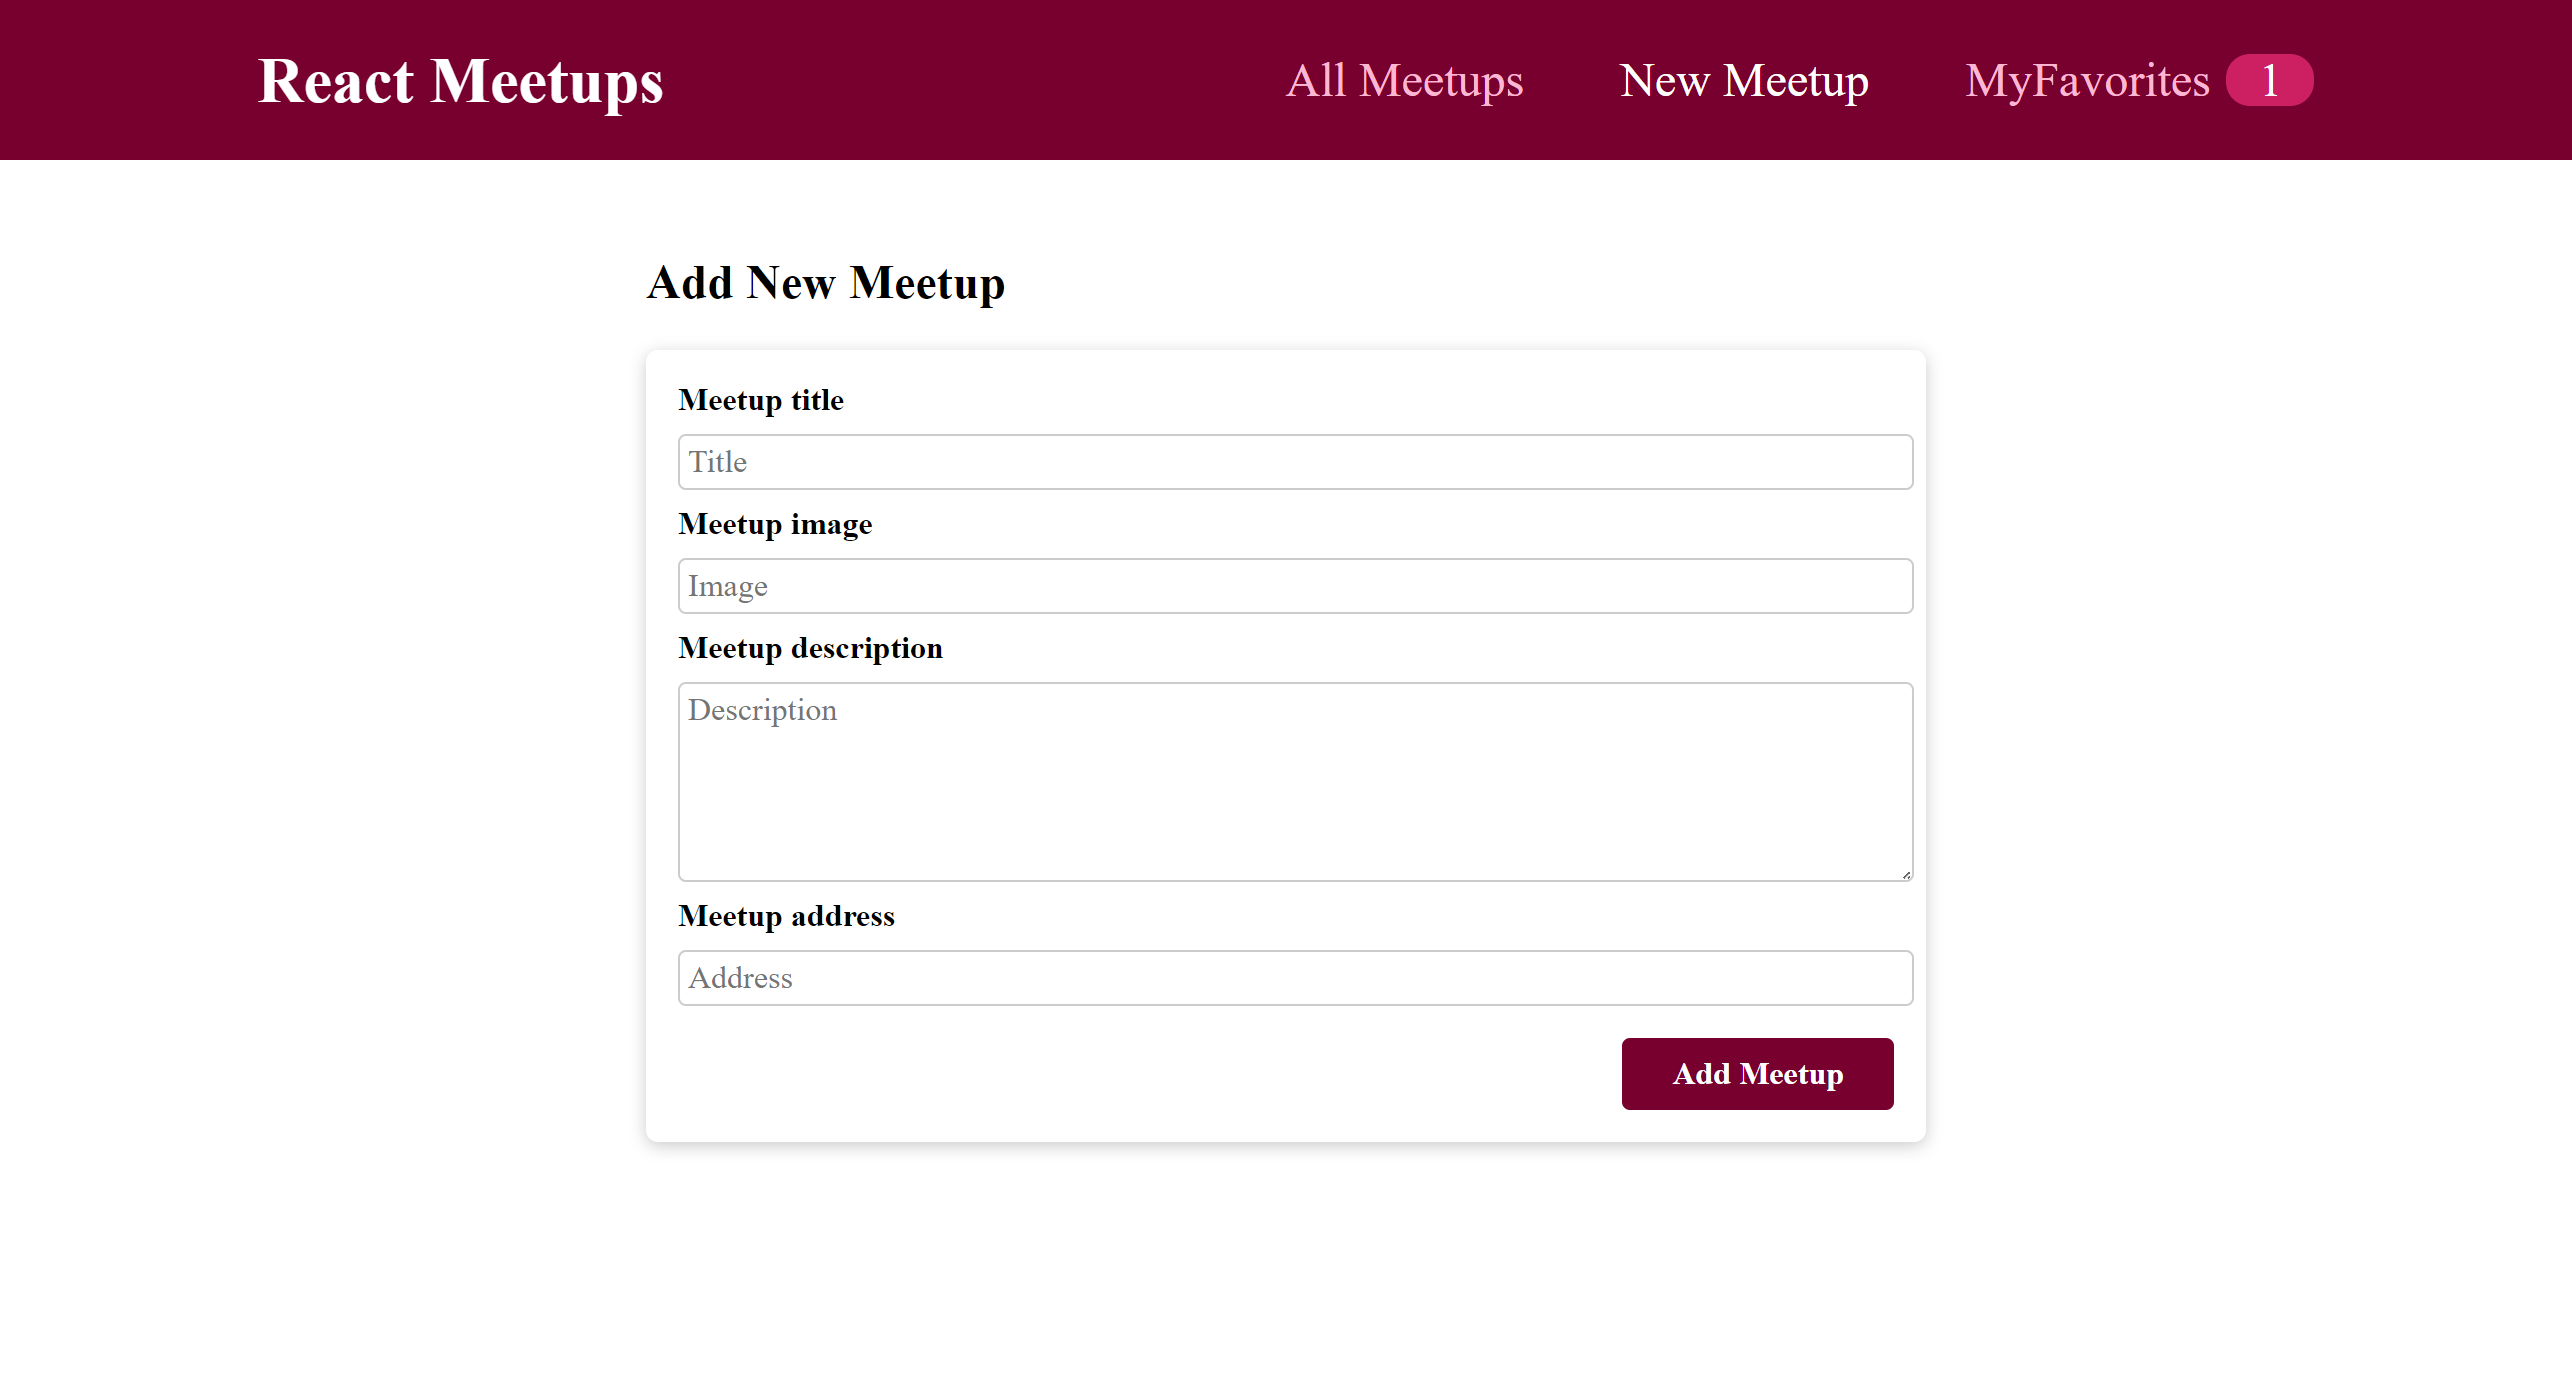 React Meetups
All Meetups
New Meetup
MyFavorites 1
Add New Meetup
Meetup title
Title
Meetup image
Image
Meetup description
Description
Meetup address
Address
Add Meetup